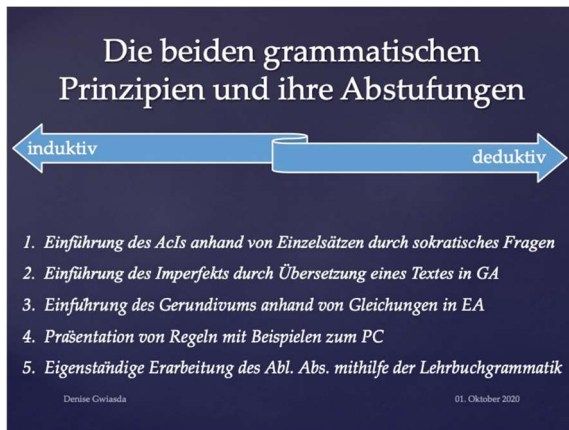 Die beiden grammatischen
Prinzipien und ihre Abstufungen
induktiv
deduktiv
1. Einführung des AcIs anhand von Einzelsätzen durch sokratisches Fragen
2. Einführung des Imperfekts durch Übersetzung eines Textes in GA
3. Einführung des Gerundivums anhand von Gleichungen in EA
4. Präsentation von Regeln mit Beispielen zum PC
5. Eigenständige Erarbeitung des Abl. Abs. mithilfe der Lehrbuchgrammatik
Denise Gwiasda
01. Oktober 2020